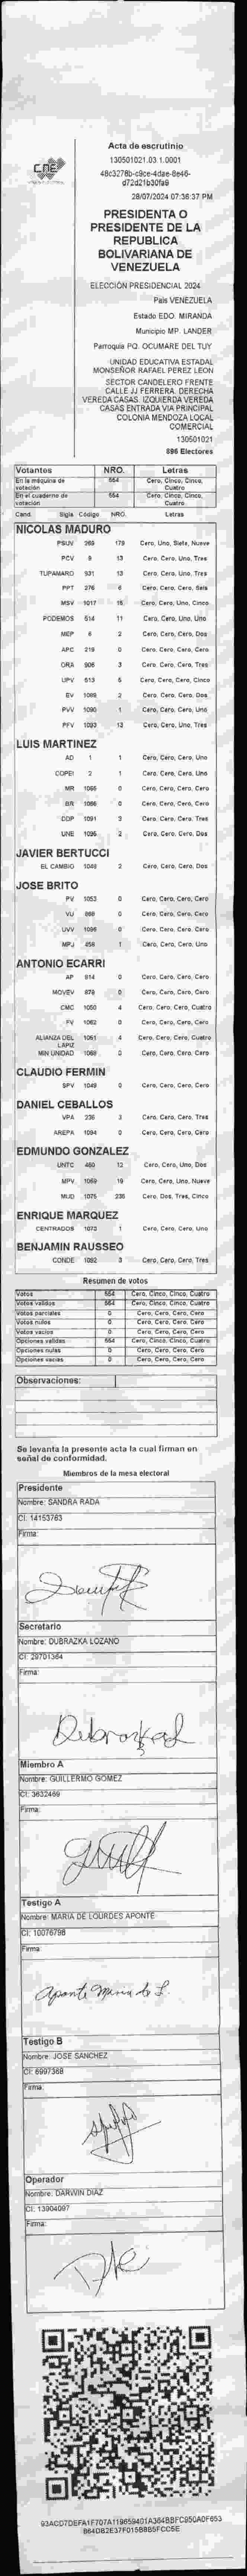 CNE
Acta de escrutinio
130501021.03.1.0001
28/07/2024 07:36:37 PM
PRESIDENTA O
PRESIDENTE DE LA
REPUBLICA
BOLIVARIANA DE
VENEZUELA
ELECCIÓN PRESIDENCIAL 2024
País VENEZUELA
Estado EDO. MIRANDA
Municipio MP. LANDER
Parroquia PQ. OCUMARE DEL TUY
UNIDAD EDUCATIVA ESTADAL
MONSEÑOR RAFAEL PEREZ LEON
SECTOR CANDELERO FRENTE
CALLE JJ FERRERA. DERECHA
VEREDA CASAS. IZQUIERDA VEREDA
CASAS ENTRADA VIA PRINCIPAL
COLONIA MENDOZA LOCAL
COMERCIAL
130501021
896 Electores
Votantes NRO. Letras
En la máquina de votación 554 Cero, Cinco, Cinco, Cuatro
En el cuaderno de votación 554 Cero, Cinco, Cinco, Cuatro
Cand. Sigla Código NRO. Letras
NICOLAS MADURO
PSUV 269 179 Cero, Uno, Siete, Nueve
PCV 9 13 Cero, Cero, Uno, Tres
TUPAMARO 931 13 Cero, Cero, Uno, Tres
PPT 276 6 Cero, Cero, Cero, Seis
MSV 1017 15 Cero, Cero, Uno, Cinco
PODEMOS 514 11 Cero, Cero, Uno, Uno
MEP 6 2 Cero, Cero, Cero, Dos
APC 219 0 Cero, Cero, Cero, Cero
ORA 906 3 Cero, Cero, Cero, Tres
UPV 513 5 Cero, Cero, Cero, Cinco
EV 1089 2 Cero, Cero, Cero, Dos
PVV 1090 1 Cero, Cero, Cero, Uno
PFV 1093 13 Cero, Cero, Uno, Tres
LUIS MARTINEZ
AD 1 1 Cero, Cero, Cero, Uno
COPEI 2 1 Cero, Cero, Cero, Uno
MR 1065 0 Cero, Cero, Cero, Cero
BR 1066 0 Cero, Cero, Cero, Cero
DDP 1091 3 Cero, Cero, Cero, Tres
UNE 1095 2 Cero, Cero, Cero, Dos
JAVIER BERTUCCI
EL CAMBIO 1048 2 Cero, Cero, Cero, Dos
JOSE BRITO
PV 1053 0 Cero, Cero, Cero, Cero
VU 868 0 Cero, Cero, Cero, Cero
UVV 1096 0 Cero, Cero, Cero, Cero
MPJ 456 1 Cero, Cero, Cero, Uno
ANTONIO ECARRI
AP 814 0 Cero, Cero, Cero, Cero
MOVEV 879 0 Cero, Cero, Cero, Cero
CMC 1050 4 Cero, Cero, Cero, Cuatro
FV 1062 0 Cero, Cero, Cero, Cero
ALIANZA DEL LAPIZ 1051 4 Cero, Cero, Cero, Cuatro
MIN UNIDAD 1069 0 Cero, Cero, Cero, Cero
CLAUDIO FERMIN
SPV 1049 0 Cero, Cero, Cero, Cero
DANIEL CEBALLOS
VPA 236 3 Cero, Cero, Cero, Tres
AREPA 1094 0 Cero, Cero, Cero, Cero
EDMUNDO GONZALEZ
UNTC 460 12 Cero, Cero, Uno, Dos
MPV 1069 19 Cero, Cero, Uno, Nueve
MUD 1075 235 Cero, Dos, Tres, Cinco
ENRIQUE MARQUEZ
CENTRADOS 1073 1 Cero, Cero, Cero, Uno
BENJAMIN RAUSSEO
CONDE 1092 3 Cero, Cero, Cero, Tres
Resumen de votos
Votos 554 Cero, Cinco, Cinco, Cuatro
Votos validos 554 Cero, Cinco, Cinco, Cuatro
Votos parciales 0 Cero, Cero, Cero, Cero
Votos nulos 0 Cero, Cero, Cero, Cero
Votos vacios 0 Cero, Cero, Cero, Cero
Opciones validas 554 Cero, Cinco, Cinco, Cuatro
Opciones nulas 0 Cero, Cero, Cero, Cero
Opciones vacias 0 Cero, Cero, Cero, Cero
Observaciones:
Se levanta la presente acta la cual firman en
señal de conformidad.
Miembros de la mesa electoral
Presidente
Nombre: SANDRA RADA
CI: 14153763
Firma:
Secretario
Nombre: DUBRAZKA LOZANO
CI: 29701364
Firma:
Dubrazkad
Miembro A
Nombre: GUILLERMO GOMEZ
CI: 3632469
Firma:
Testigo A
Nombre: MARIA DE LOURDES APONTE
CI: 10076798
Firma:
Aponte Maria de L.
Testigo B
Nombre: JOSE SANCHEZ
CI: 6997368
Firma:
Operador
Nombre: DARWIN DIAZ
CI: 13904097
Firma: